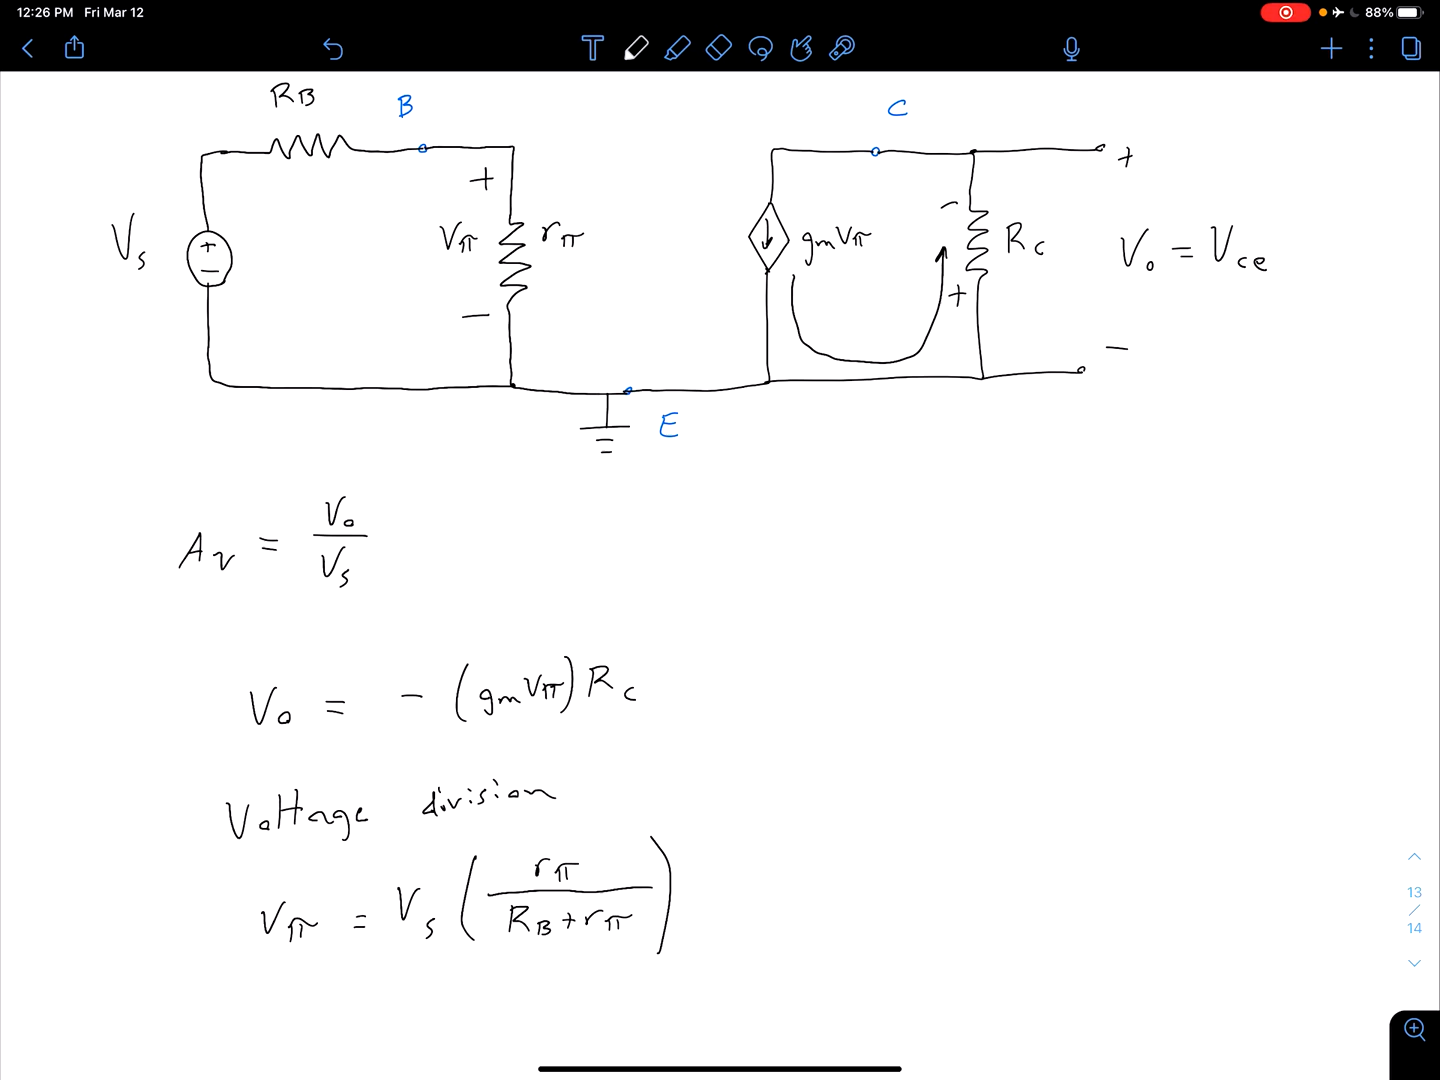 12:26 PM Fri Mar 12
88%
RB
B
C
+
+
Vs
+
−
Vπ
rπ
−
gmVπ
−
+
Rc
Vo = Vce
−
E
Av = Vo / Vs
Vo = − (gmVπ) Rc
Voltage division
Vπ = Vs ( rπ / RB + rπ )
13
/
14